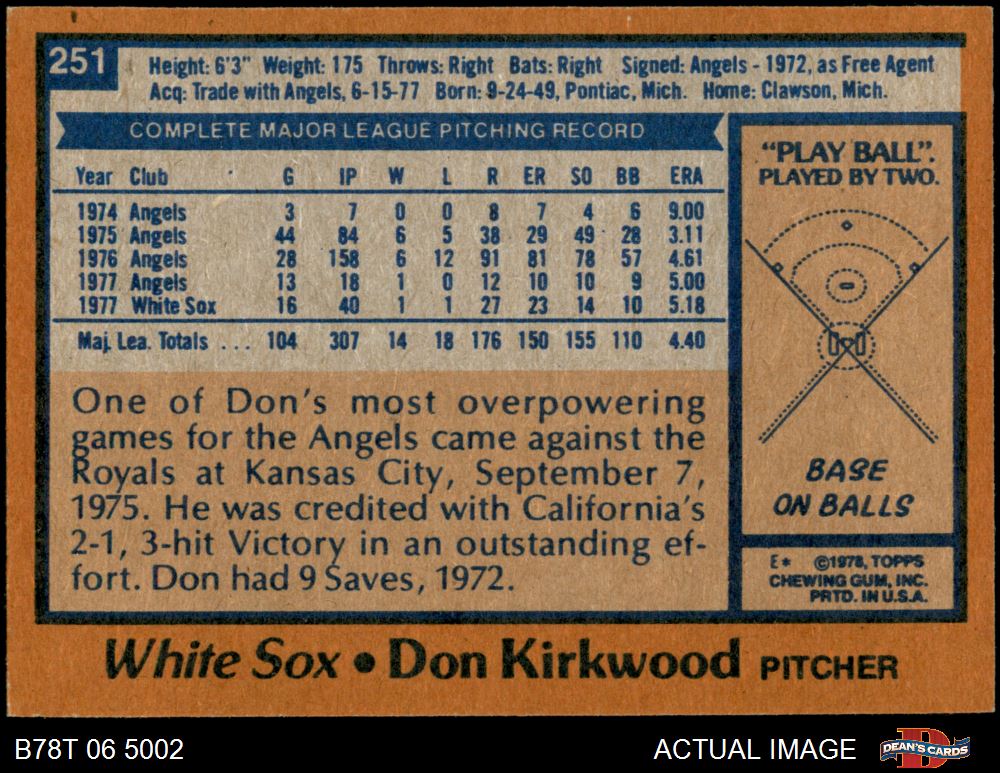 251
Height: 6'3" Weight: 175 Throws: Right Bats: Right Signed: Angels - 1972, as Free Agent
Acq: Trade with Angels, 6-15-77 Born: 9-24-49, Pontiac, Mich. Home: Clawson, Mich.
COMPLETE MAJOR LEAGUE PITCHING RECORD
Year Club G IP W L R ER SO BB ERA
1974 Angels 3 7 0 0 8 7 4 6 9.00
1975 Angels 44 84 6 5 38 29 49 28 3.11
1976 Angels 28 158 6 12 91 81 78 57 4.61
1977 Angels 13 18 1 0 12 10 10 9 5.00
1977 White Sox 16 40 1 1 27 23 14 10 5.18
Maj. Lea. Totals ... 104 307 14 18 176 150 155 110 4.40
One of Don's most overpowering
games for the Angels came against the
Royals at Kansas City, September 7,
1975. He was credited with California's
2-1, 3-hit Victory in an outstanding ef-
fort. Don had 9 Saves, 1972.
"PLAY BALL".
PLAYED BY TWO.
BASE
ON BALLS
E* ©1978, TOPPS
CHEWING GUM, INC.
PRTD. IN U.S.A.
White Sox • Don Kirkwood PITCHER
B78T 06 5002
ACTUAL IMAGE
DEAN'S CARDS